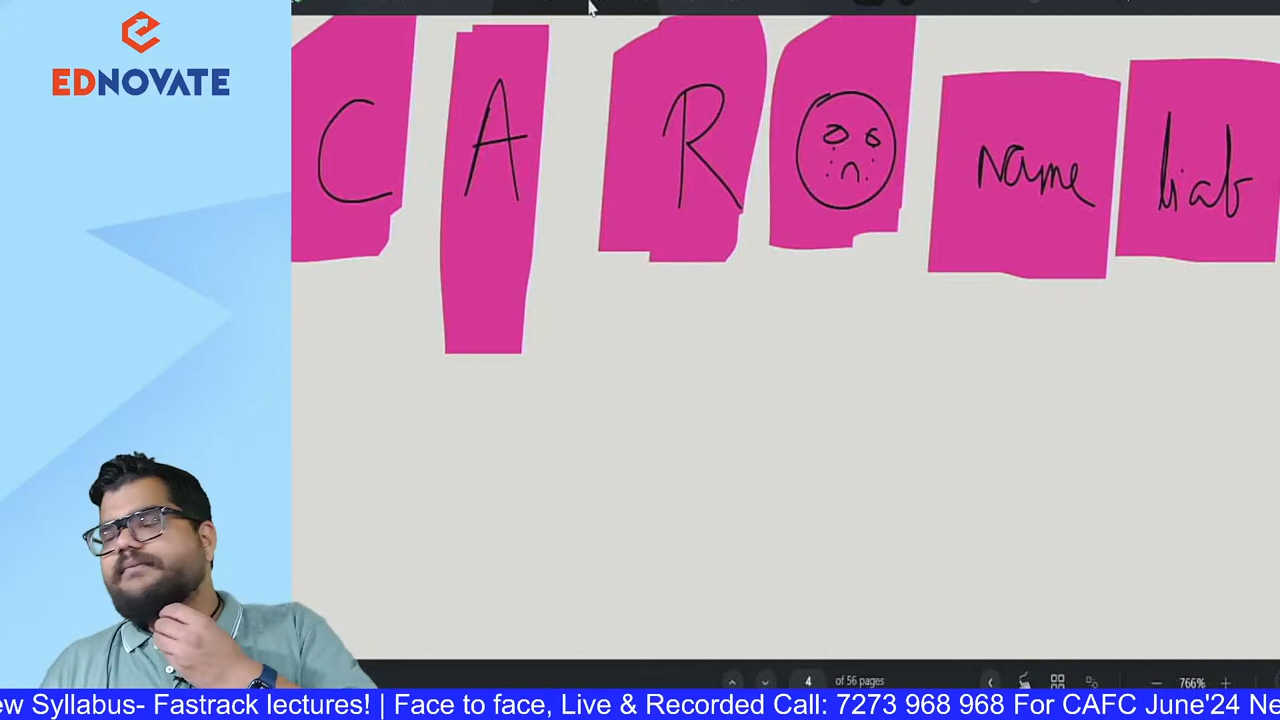 EDNOVATE
C A R name liab
4 of 56 pages 766%
ew Syllabus- Fastrack lectures! | Face to face, Live & Recorded Call: 7273 968 968 For CAFC June'24 Ne